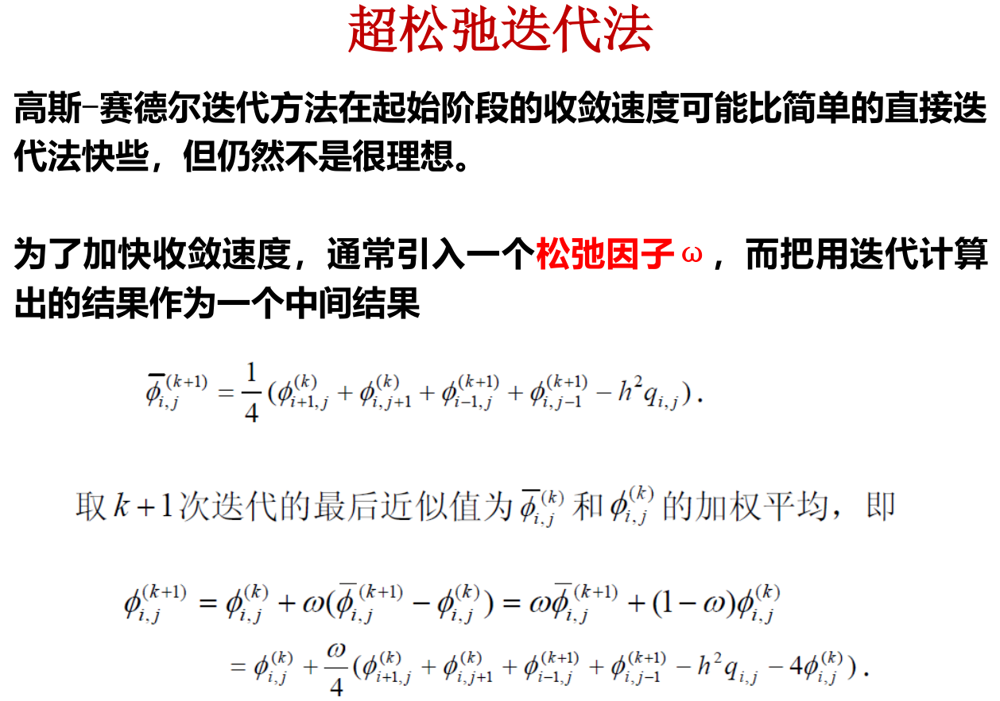 超松弛迭代法
高斯-赛德尔迭代方法在起始阶段的收敛速度可能比简单的直接迭
代法快些，但仍然不是很理想。
为了加快收敛速度，通常引入一个松弛因子ω，而把用迭代计算
出的结果作为一个中间结果
$\overline{\phi}_{i,j}^{(k+1)} = \frac{1}{4}(\phi_{i+1,j}^{(k)} + \phi_{i,j+1}^{(k)} + \phi_{i-1,j}^{(k+1)} + \phi_{i,j-1}^{(k+1)} - h^2 q_{i,j}).$
取 $k+1$ 次迭代的最后近似值为 $\overline{\phi}_{i,j}^{(k)}$ 和 $\phi_{i,j}^{(k)}$ 的加权平均，即
$\phi_{i,j}^{(k+1)} = \phi_{i,j}^{(k)} + \omega(\overline{\phi}_{i,j}^{(k+1)} - \phi_{i,j}^{(k)}) = \omega\overline{\phi}_{i,j}^{(k+1)} + (1-\omega)\phi_{i,j}^{(k)}$
$= \phi_{i,j}^{(k)} + \frac{\omega}{4}(\phi_{i+1,j}^{(k)} + \phi_{i,j+1}^{(k)} + \phi_{i-1,j}^{(k+1)} + \phi_{i,j-1}^{(k+1)} - h^2 q_{i,j} - 4\phi_{i,j}^{(k)}).$